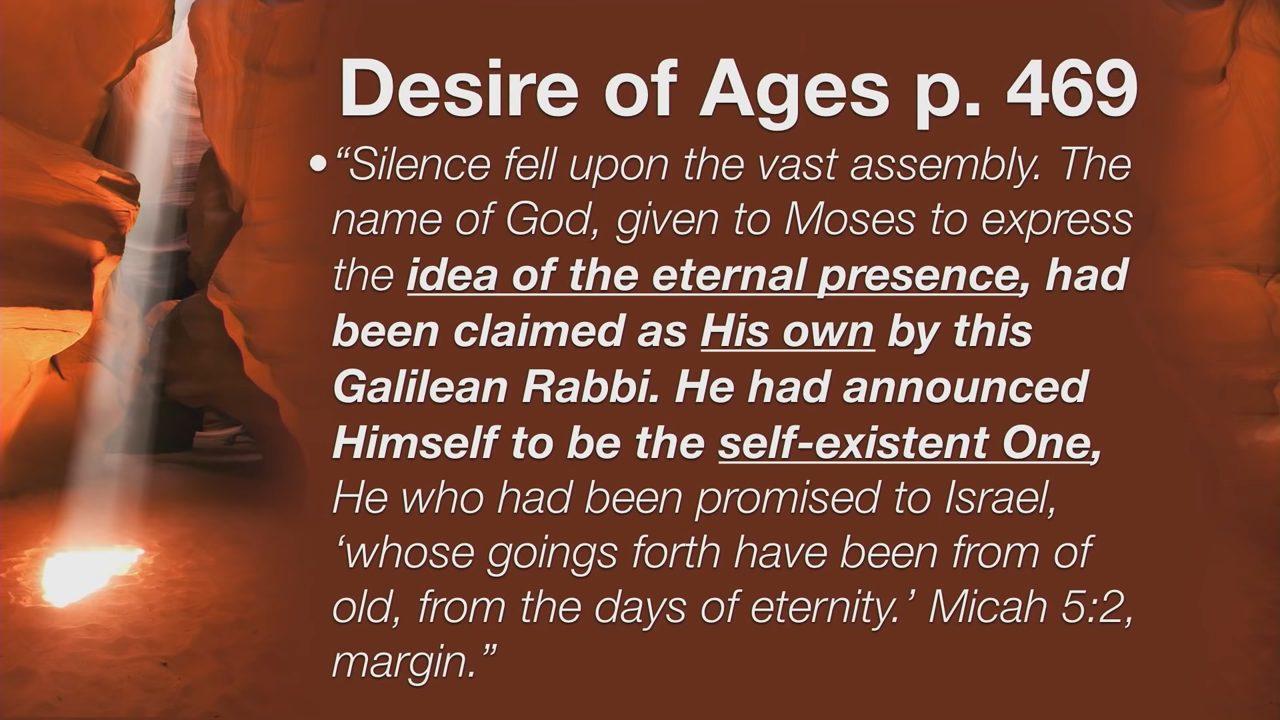 Desire of Ages p. 469
• “Silence fell upon the vast assembly. The
name of God, given to Moses to express
the idea of the eternal presence, had
been claimed as His own by this
Galilean Rabbi. He had announced
Himself to be the self-existent One,
He who had been promised to Israel,
‘whose goings forth have been from of
old, from the days of eternity.’ Micah 5:2,
margin.”